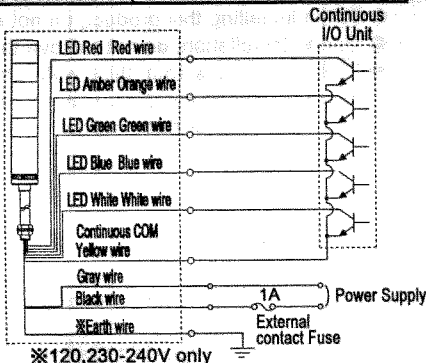 Continuous
I/O Unit
LED Red Red wire
LED Amber Orange wire
LED Green Green wire
LED Blue Blue wire
LED White White wire
Continuous COM
Yellow wire
Gray wire
Black wire
1A
Power Supply
External
contact Fuse
※Earth wire
※120,230-240V only